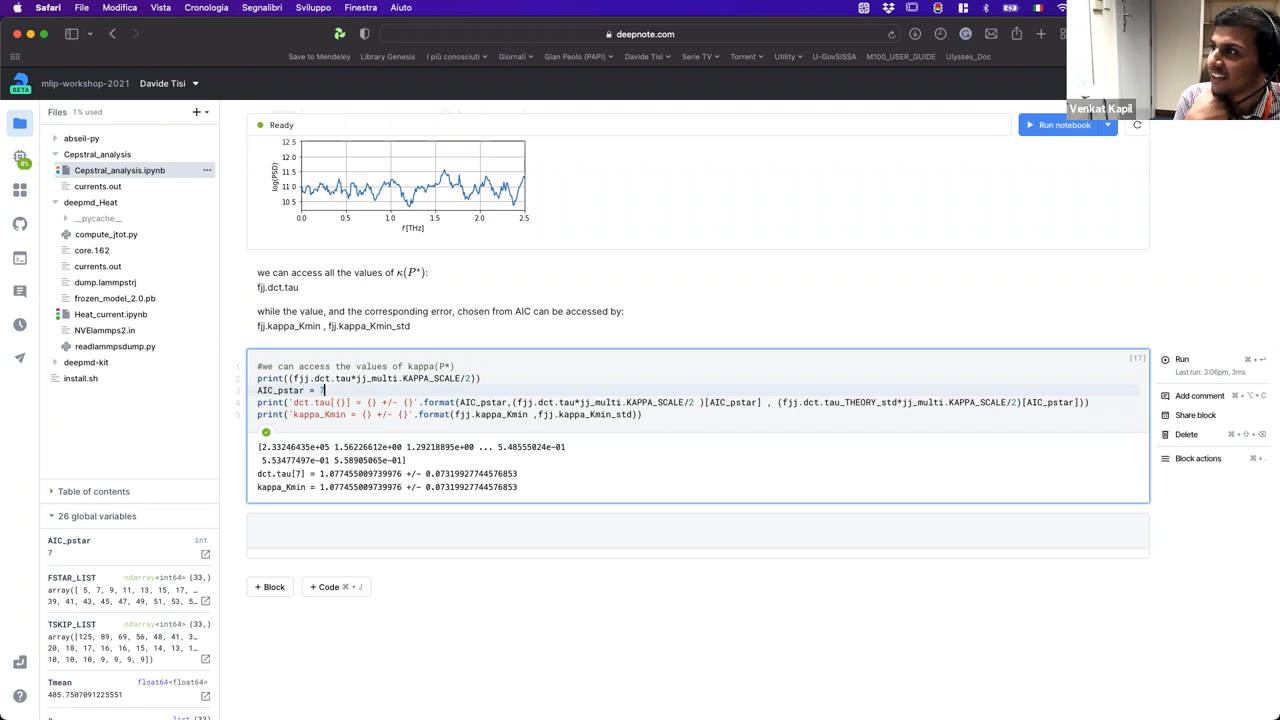 Safari Archivio Modifica Vista Cronologia Segnalibri Finestra Aiuto
deepnote.com
Save to Mendeley Library Genesis I più conosciuti Giornali Gian Paolo (PAPI) Davide Tisi Serie TV Torrent Utility U-GovSISSA M100_USER_GUIDE Ulysses_Doc
Venkat Kapil
BETA
mlip-workshop-2021 Davide Tisi
Files 1% used
abseil-py
Cepstral_analysis
Cepstral_analysis.ipynb
currents.out
deepmd_Heat
__pycache__
compute_jtot.py
core.162
currents.out
dump.lammpstrj
frozen_model_2.0.pb
Heat_current.ipynb
NVElammps2.in
readlammpsdump.py
deepmd-kit
install.sh
0%
Table of contents
26 global variables
AIC_pstar int
7
FSTAR_LIST ndarray<int64> (33,)
array([ 5, 7, 9, 11, 13, 15, 17, …
39, 41, 43, 45, 47, 49, 51, 53, 5…
TSKIP_LIST ndarray<int64> (33,)
array([125, 89, 69, 56, 48, 41, 3…
20, 18, 17, 16, 16, 15, 14, 13, 1…
10, 10, 10, 9, 9, 9, 9])
Tmean float64<float64>
405.7507091225551
list (33)
Ready
Run notebook
12.5
12.0
11.5
11.0
10.5
log(PSD)
0.0 0.5 1.0 1.5 2.0 2.5
f [THz]
we can access all the values of κ(P*):
fjj.dct.tau
while the value, and the corresponding error, chosen from AIC can be accessed by:
fjj.kappa_Kmin , fjj.kappa_Kmin_std
[17]
1 #we can access the values of kappa(P*)
2 print((fjj.dct.tau*jj_multi.KAPPA_SCALE/2))
3 AIC_pstar = 7
4 print('dct.tau[{}] = {} +/- {}'.format(AIC_pstar,(fjj.dct.tau*jj_multi.KAPPA_SCALE/2 )[AIC_pstar] , (fjj.dct.tau_THEORY_std*jj_multi.KAPPA_SCALE/2)[AIC_pstar]))
5 print('kappa_Kmin = {} +/- {}'.format(fjj.kappa_Kmin ,fjj.kappa_Kmin_std))
[2.33246435e+05 1.56226612e+00 1.29218895e+00 ... 5.48555024e-01
5.53477497e-01 5.58905065e-01]
dct.tau[7] = 1.077455009739976 +/- 0.07319927744576853
kappa_Kmin = 1.077455009739976 +/- 0.07319927744576853
+ Block + Code ⌘ + J
Run ⌘ + ↩
Last run: 3:06pm, 3ms
Add comment ⌘ + ⌥ + C
Share block
Delete ⌘ + ⇧ + ⌫
Block actions ⌘ + .